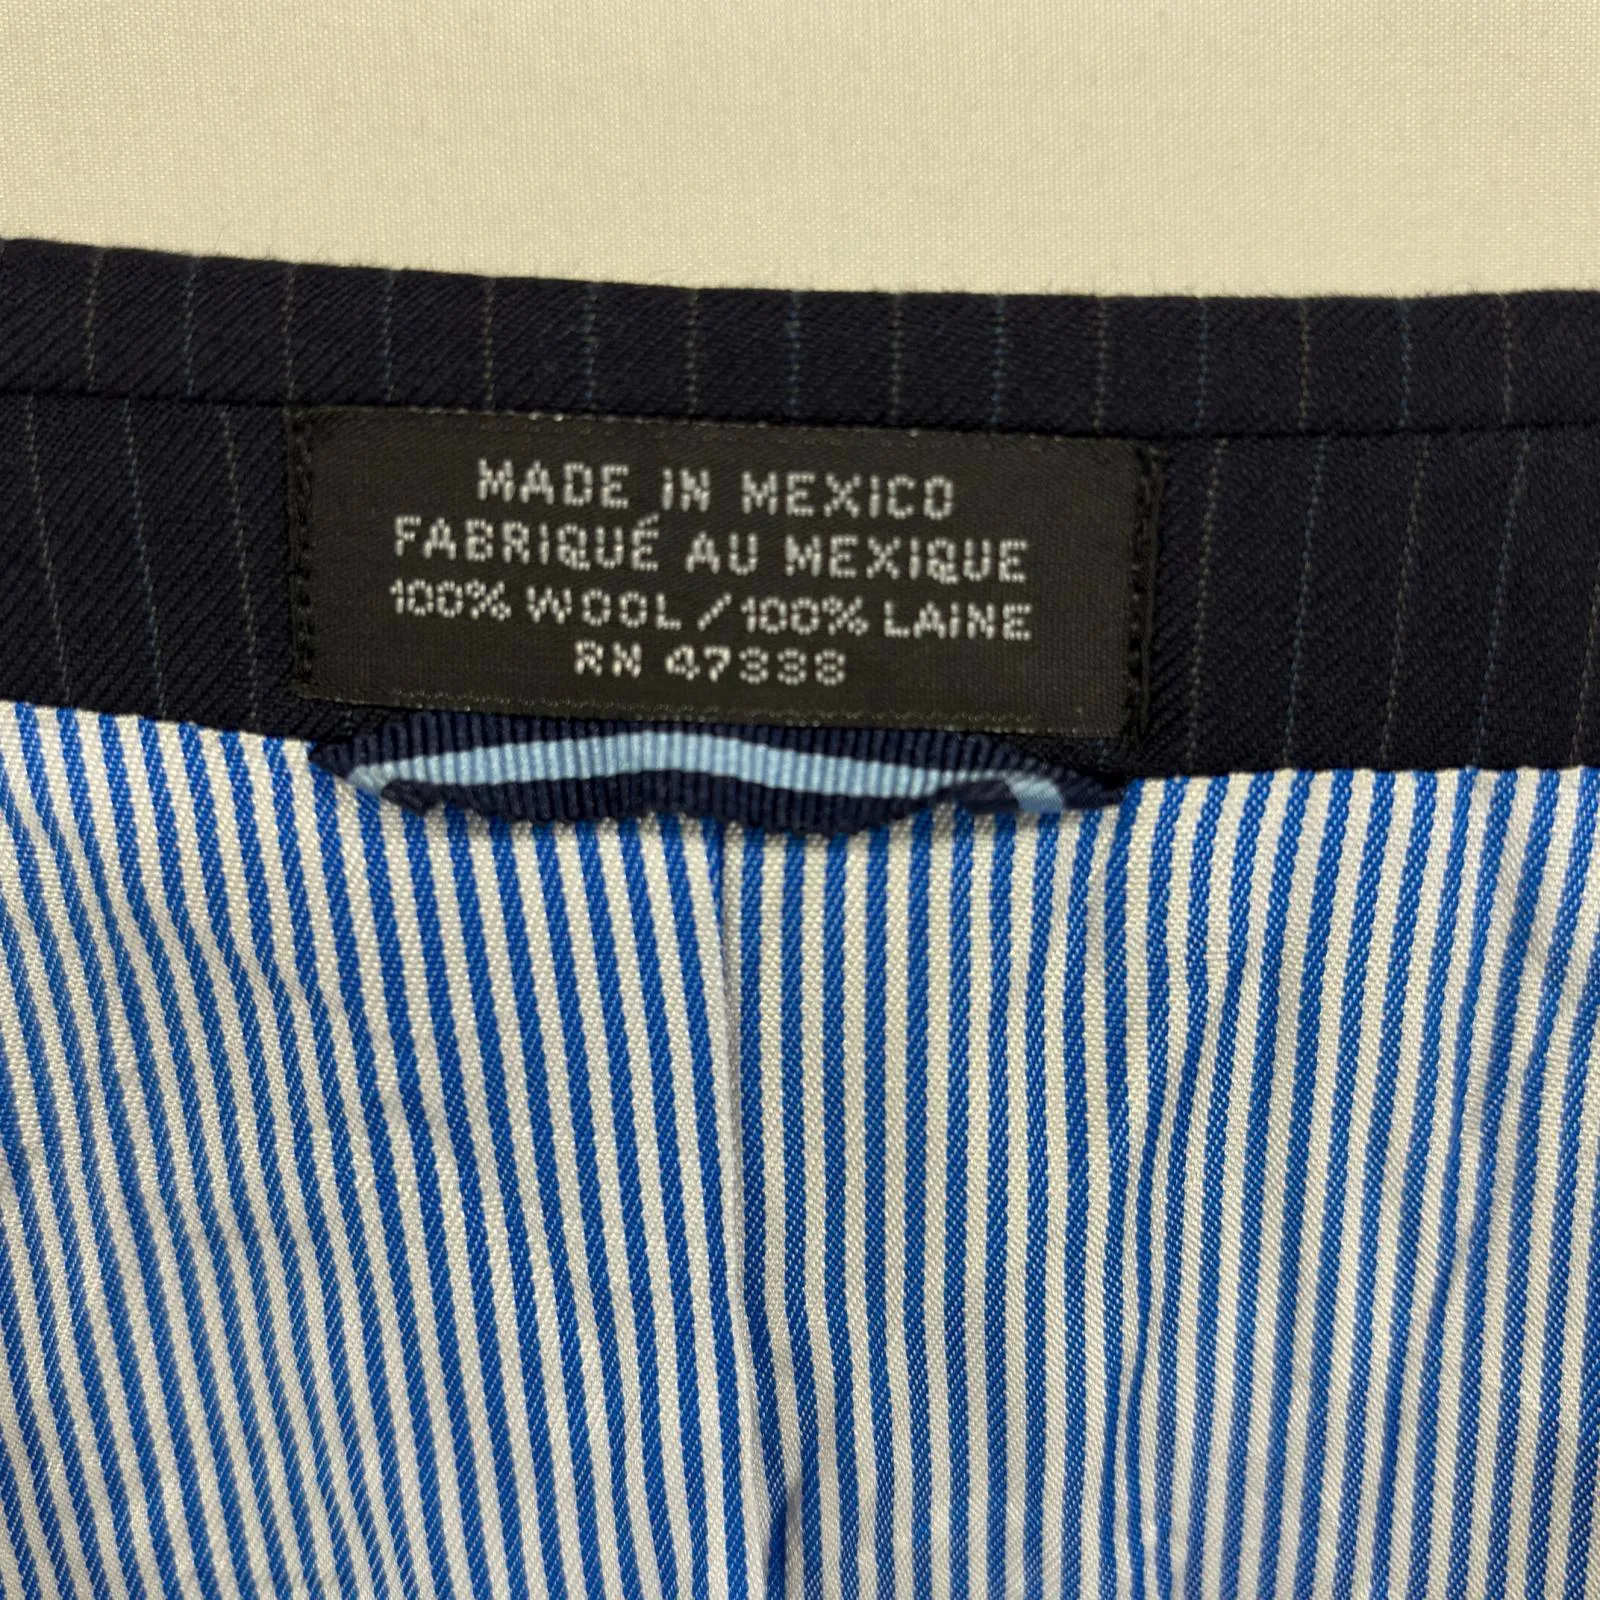 MADE IN MEXICO
FABRIQUÉ AU MEXIQUE
100% WOOL / 100% LAINE
RN 47338